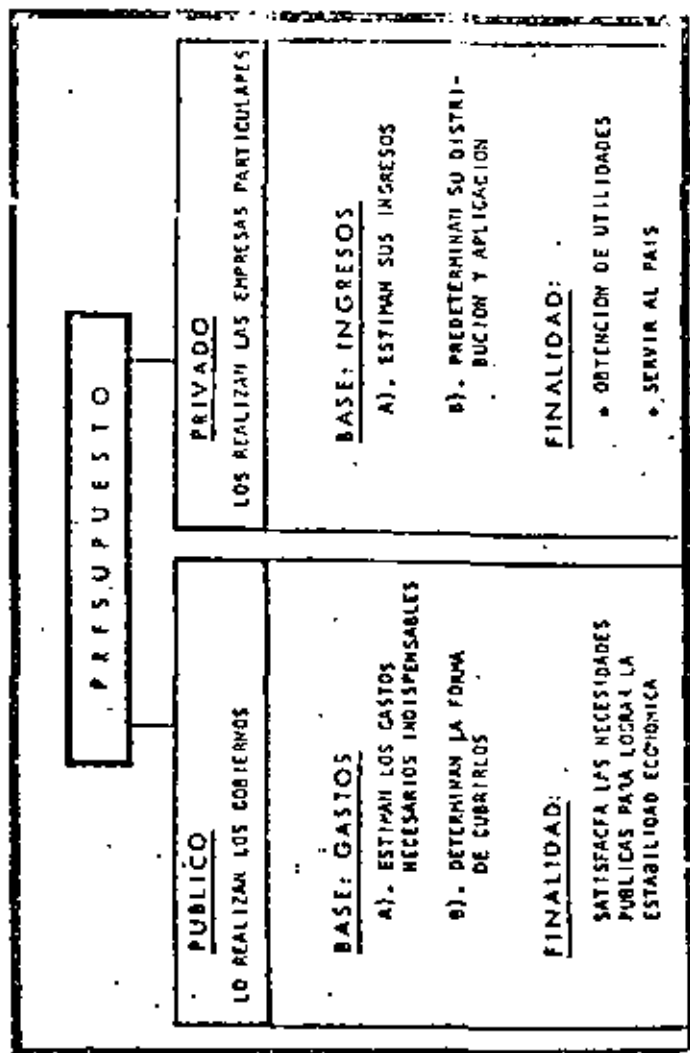 PRESUPUESTO
PUBLICO
LO REALIZAN LOS GOBIERNOS
BASE: GASTOS
A). ESTIMAN LOS GASTOS
NECESARIOS INDISPENSABLES
B). DETERMINAN LA FORMA
DE CUBRIRLOS
FINALIDAD:
SATISFACER LAS NECESIDADES
PUBLICAS PARA LOGRAR LA
ESTABILIDAD ECONOMICA
PRIVADO
LOS REALIZAN LAS EMPRESAS PARTICULARES
BASE: INGRESOS
A). ESTIMAN SUS INGRESOS
B). PREDETERMINAN SU DISTRI-
BUCION Y APLICACION
FINALIDAD:
• OBTENCION DE UTILIDADES
• SERVIR AL PAIS